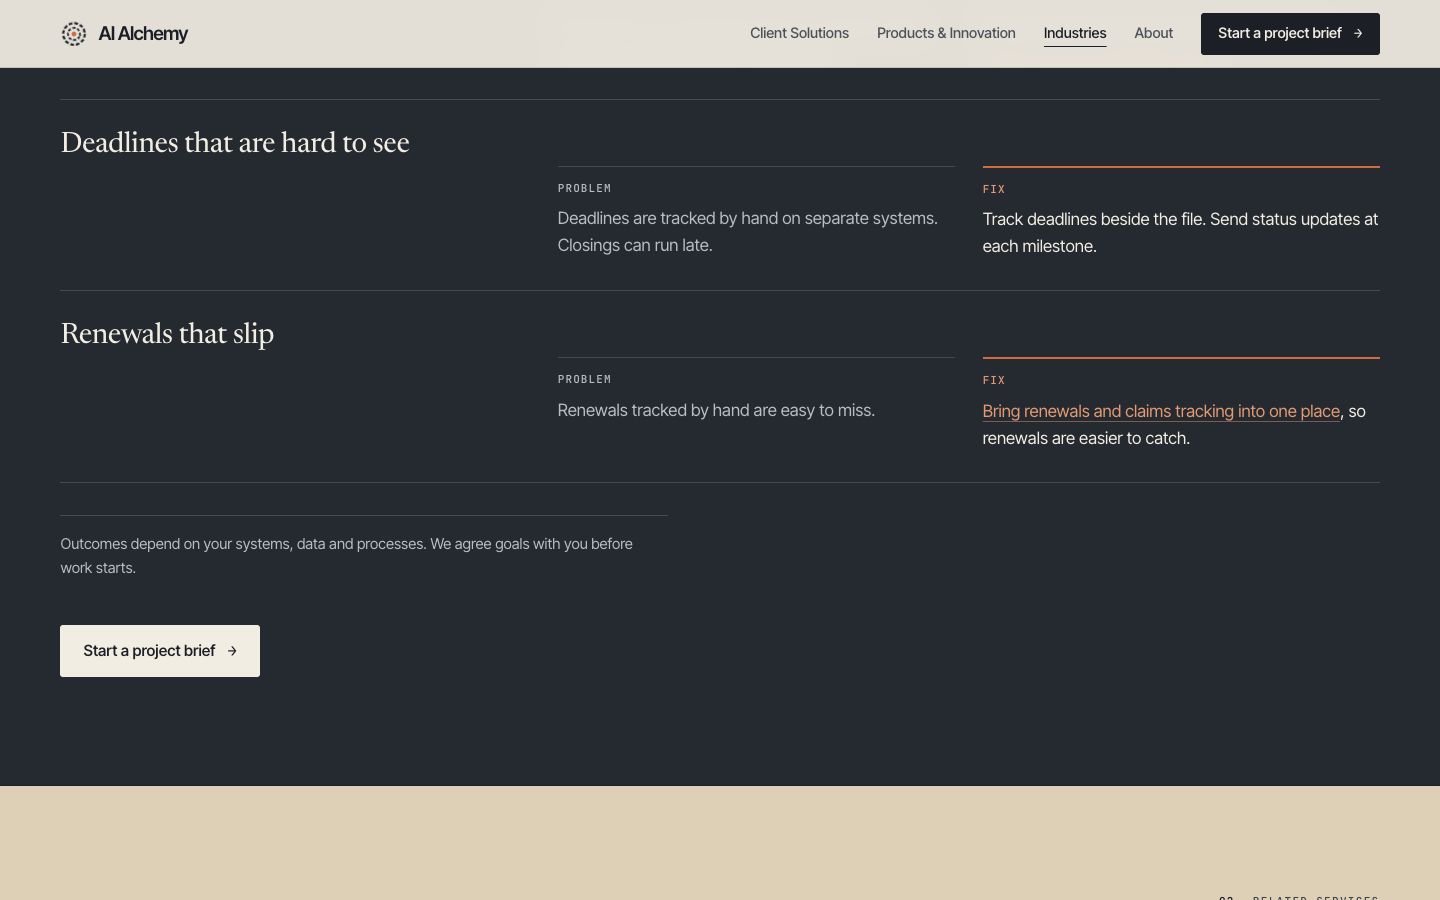 AI Alchemy
Client Solutions
Products & Innovation
Industries
About
Start a project brief →
Deadlines that are hard to see
PROBLEM
Deadlines are tracked by hand on separate systems.
Closings can run late.
FIX
Track deadlines beside the file. Send status updates at
each milestone.
Renewals that slip
PROBLEM
Renewals tracked by hand are easy to miss.
FIX
Bring renewals and claims tracking into one place, so
renewals are easier to catch.
Outcomes depend on your systems, data and processes. We agree goals with you before
work starts.
Start a project brief →
RELATED SERVICES